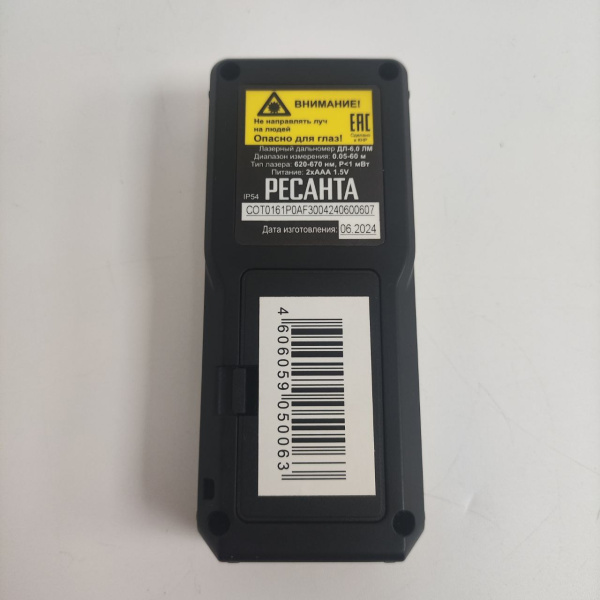 ВНИМАНИЕ!
Не направлять луч
на людей
Опасно для глаз!
EAC
Лазерный дальномер ДЛ-6.0 ЛМ
Диапазон измерения: 0.05-60 м
Тип лазера: 620-670 нм, P<1 мВт
Питание: 2xAAA 1.5V
IP54 РЕСАНТА
COT0161P0AF3004240600607
Дата изготовления: 06.2024
4 606059 050063